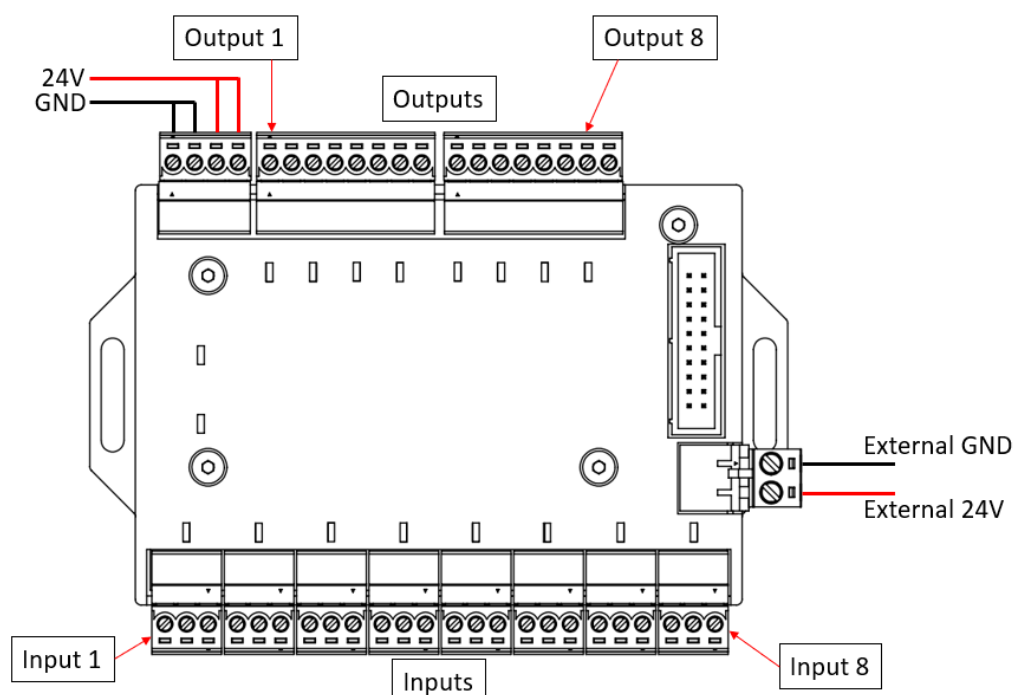 Output 1
Output 8
24V
GND
Outputs
External GND
External 24V
Input 1
Inputs
Input 8